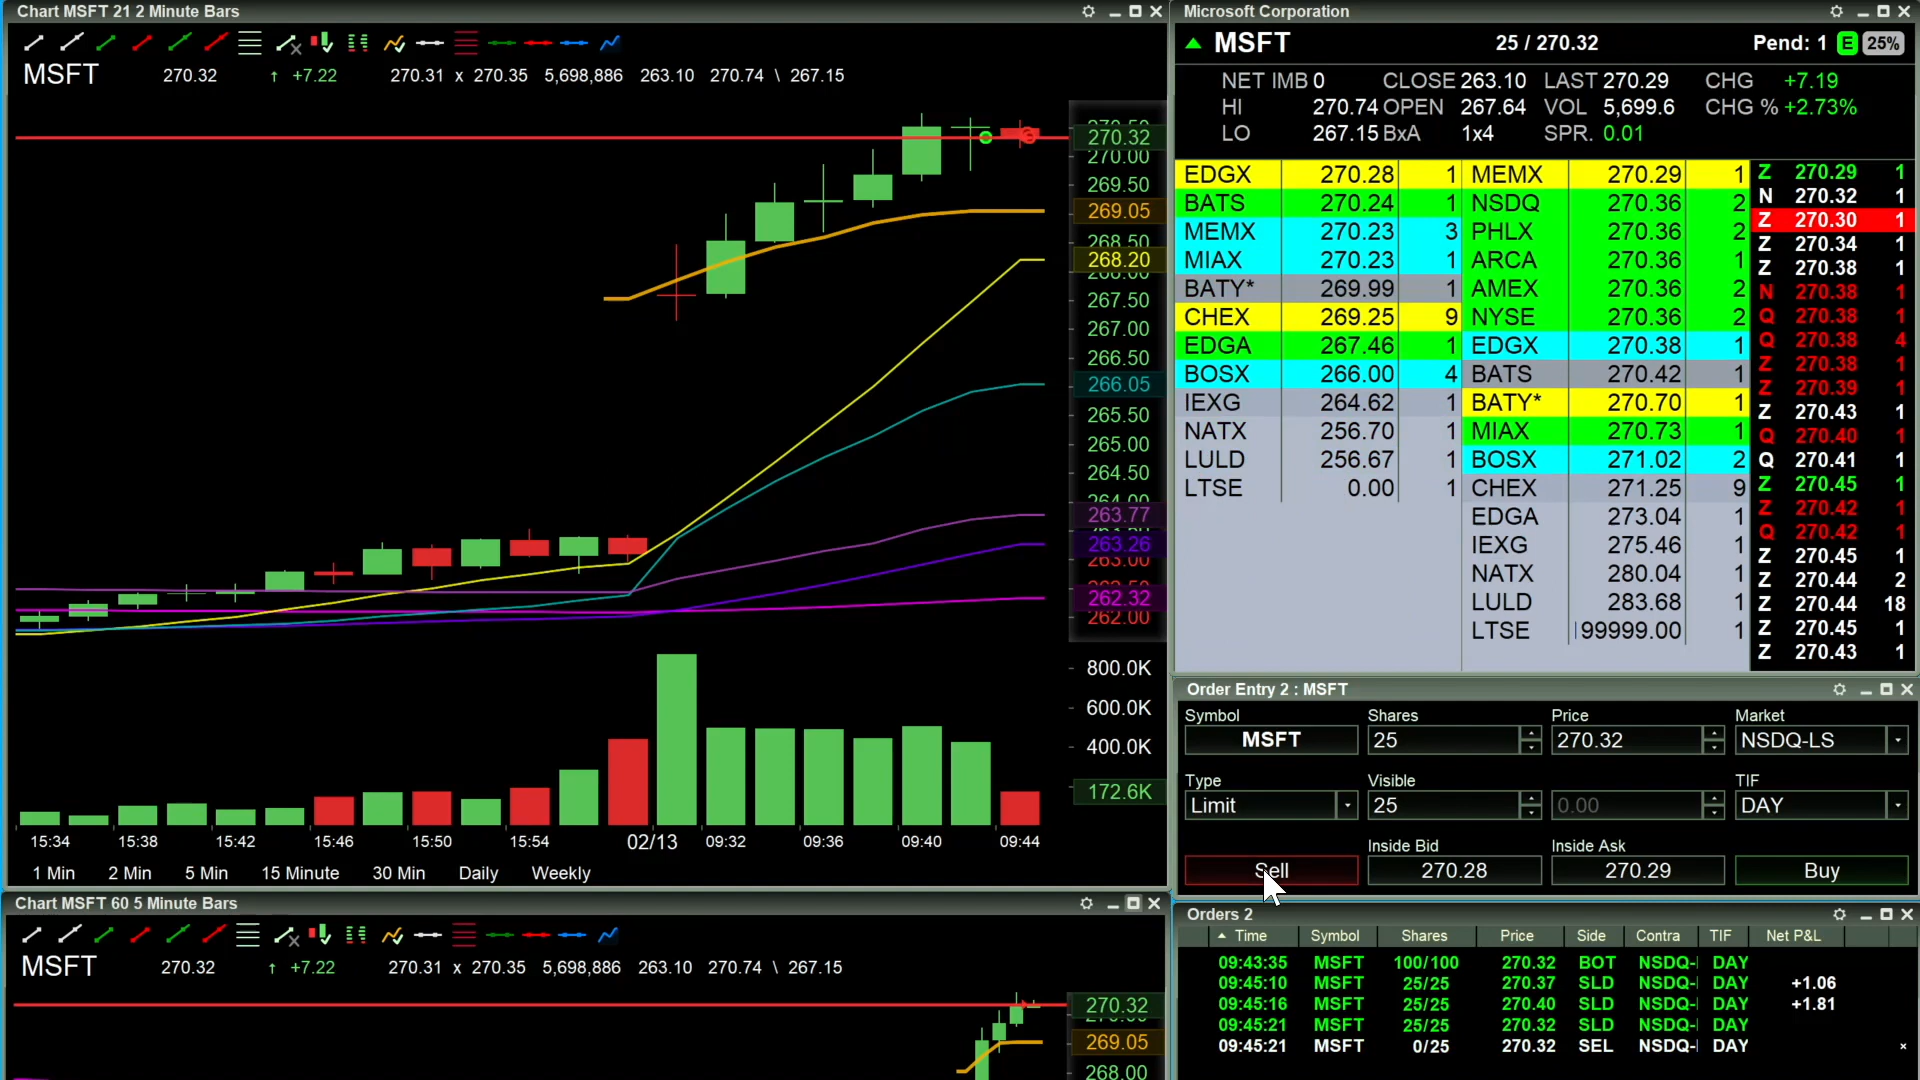 Chart MSFT 21 2 Minute Bars
MSFT 270.32 ↑ +7.22 270.31 x 270.35 5,698,886 263.10 270.74 \ 267.15
270.32
270.00
269.50
269.05
268.50
268.20
267.50
267.00
266.50
266.05
265.50
265.00
264.50
263.77
263.26
263.00
262.32
262.00
800.0K
600.0K
400.0K
172.6K
15:34 15:38 15:42 15:46 15:50 15:54 02/13 09:32 09:36 09:40 09:44
1 Min 2 Min 5 Min 15 Minute 30 Min Daily Weekly
Chart MSFT 60 5 Minute Bars
MSFT 270.32 ↑ +7.22 270.31 x 270.35 5,698,886 263.10 270.74 \ 267.15
270.32
269.05
268.00
Microsoft Corporation
MSFT 25 / 270.32 Pend: 1 E 25%
NET IMB 0 CLOSE 263.10 LAST 270.29 CHG +7.19
HI 270.74 OPEN 267.64 VOL 5,699.6 CHG % +2.73%
LO 267.15 BxA 1x4 SPR. 0.01
EDGX 270.28 1 MEMX 270.29 1
BATS 270.24 1 NSDQ 270.36 2
MEMX 270.23 3 PHLX 270.36 2
MIAX 270.23 1 ARCA 270.36 1
BATY* 269.99 1 AMEX 270.36 2
CHEX 269.25 9 NYSE 270.36 2
EDGA 267.46 1 EDGX 270.38 1
BOSX 266.00 4 BATS 270.42 1
IEXG 264.62 1 BATY* 270.70 1
NATX 256.70 1 MIAX 270.73 1
LULD 256.67 1 BOSX 271.02 2
LTSE 0.00 1 CHEX 271.25 9
EDGA 273.04 1
IEXG 275.46 1
NATX 280.04 1
LULD 283.68 1
LTSE 99999.00 1
Z 270.29 1
N 270.32 1
Z 270.30 1
Z 270.34 1
Z 270.38 1
N 270.38 1
Q 270.38 1
Q 270.38 4
Z 270.38 1
Z 270.39 1
Z 270.43 1
Q 270.40 1
Q 270.41 1
Z 270.45 1
Z 270.42 1
Q 270.42 1
Z 270.45 1
Z 270.44 2
Z 270.44 18
Z 270.45 1
Z 270.43 1
Order Entry 2 : MSFT
Symbol Shares Price Market
MSFT 25 270.32 NSDQ-LS
Type Visible TIF
Limit 25 0.00 DAY
Inside Bid Inside Ask
Sell 270.28 270.29 Buy
Orders 2
Time Symbol Shares Price Side Contra TIF Net P&L
09:43:35 MSFT 100/100 270.32 BOT NSDQ-I DAY
09:45:10 MSFT 25/25 270.37 SLD NSDQ-I DAY +1.06
09:45:16 MSFT 25/25 270.40 SLD NSDQ-I DAY +1.81
09:45:21 MSFT 25/25 270.32 SLD NSDQ-I DAY
09:45:21 MSFT 0/25 270.32 SEL NSDQ-I DAY